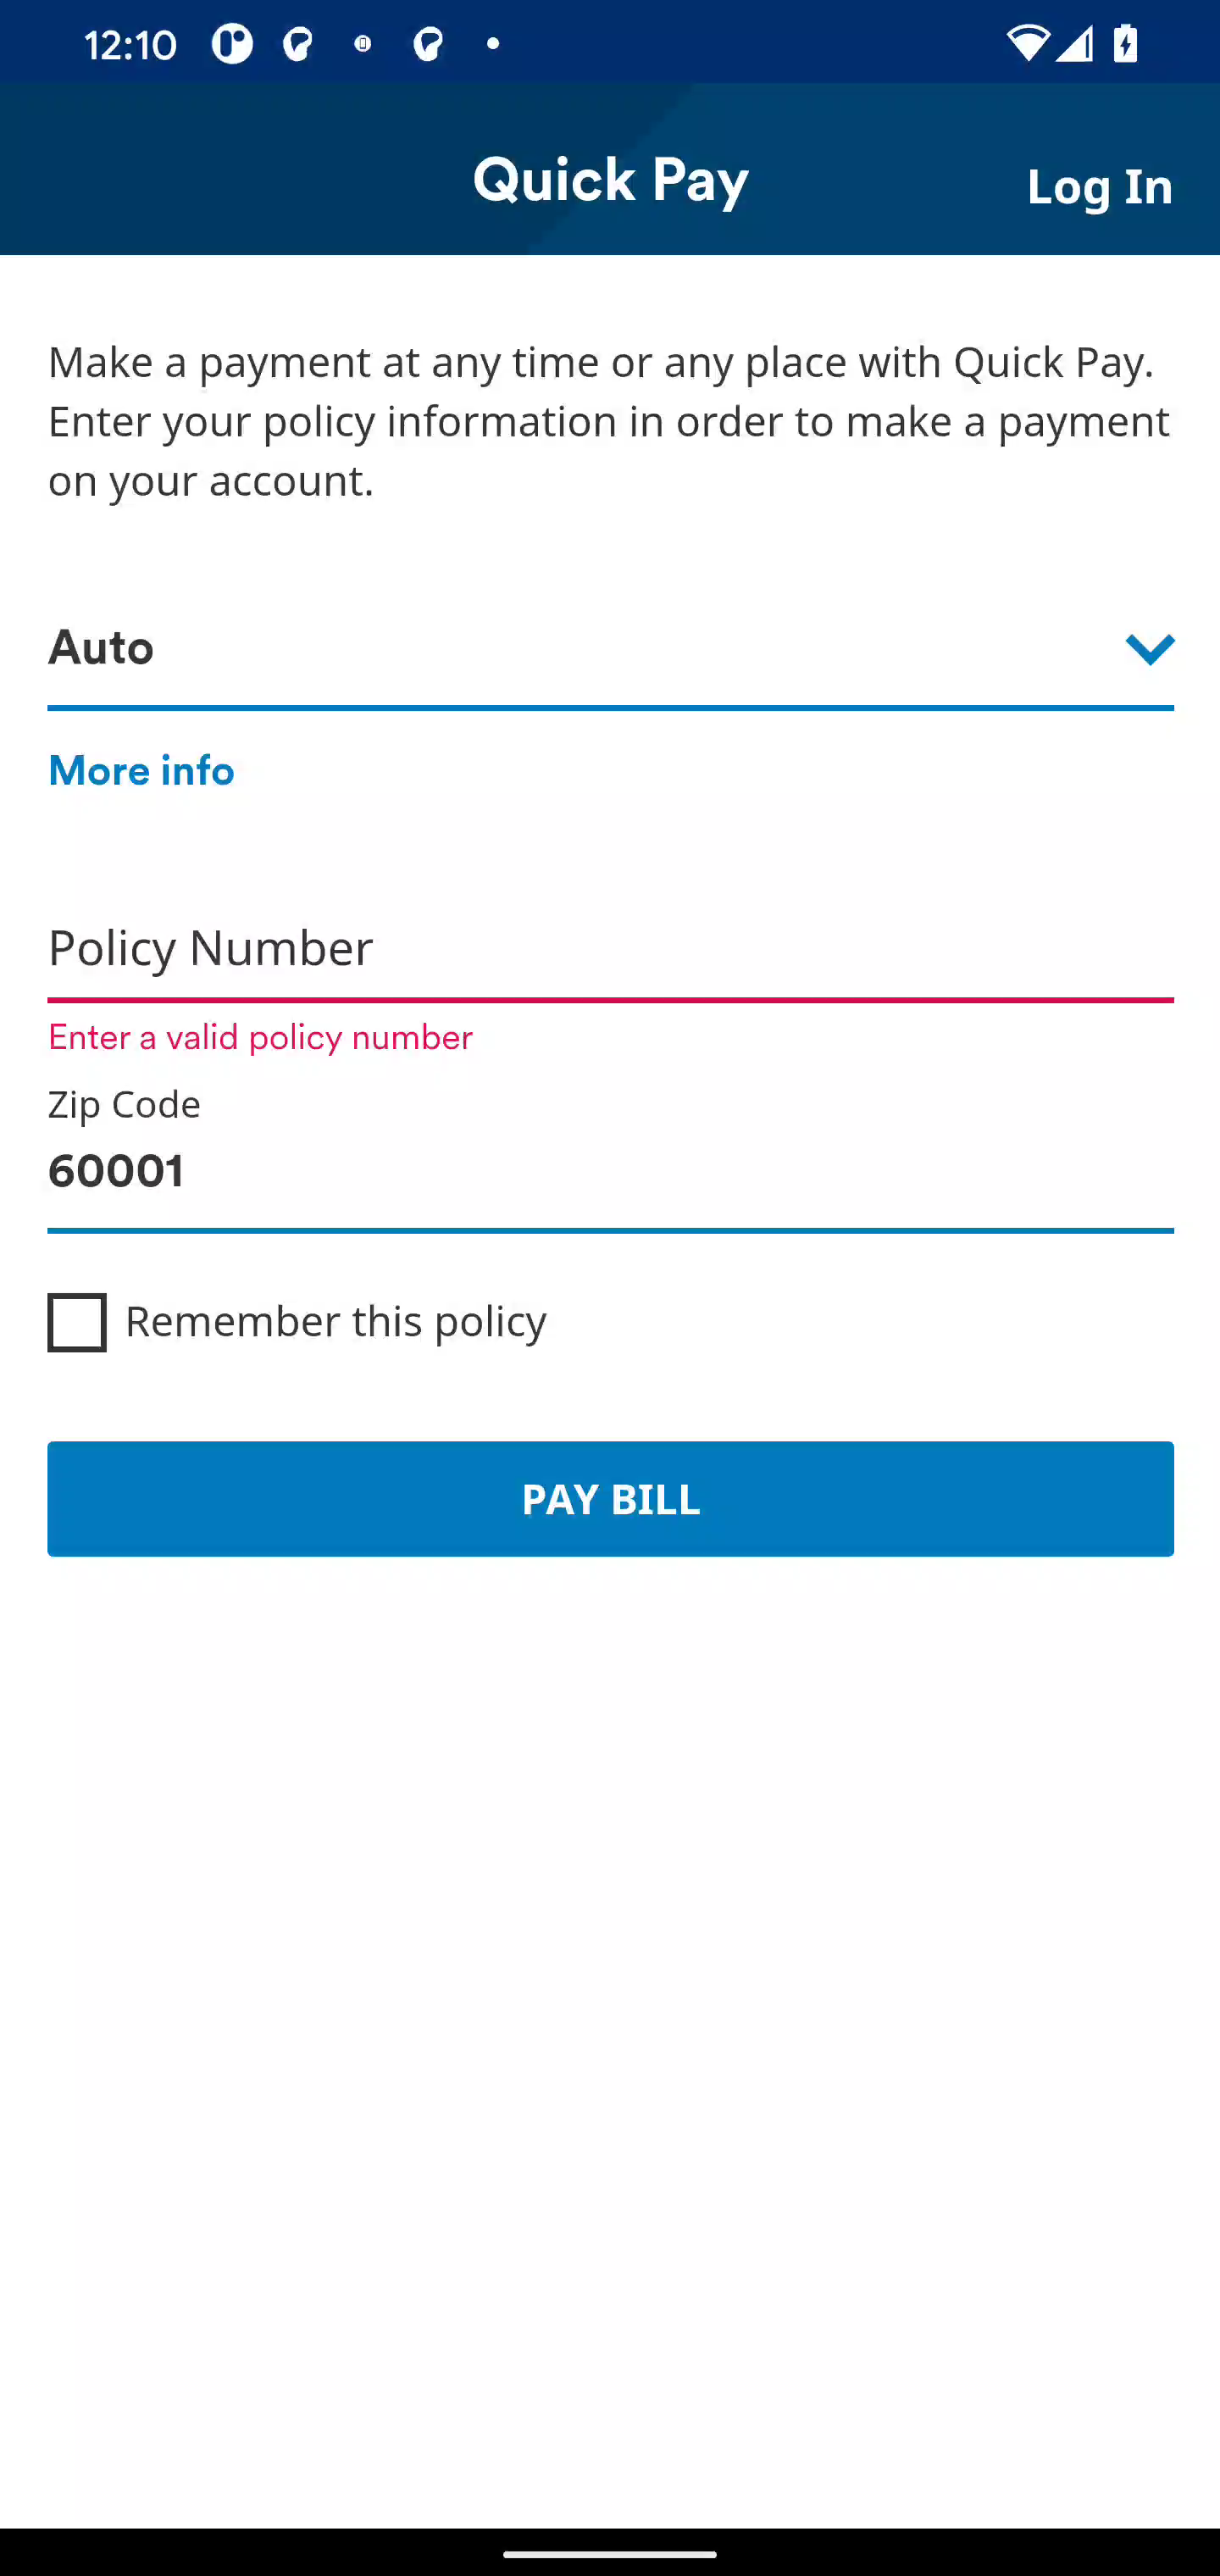 12:10
Quick Pay
Log In
Make a payment at any time or any place with Quick Pay.
Enter your policy information in order to make a payment
on your account.
Auto
More info
Policy Number
Enter a valid policy number
Zip Code
60001
Remember this policy
PAY BILL